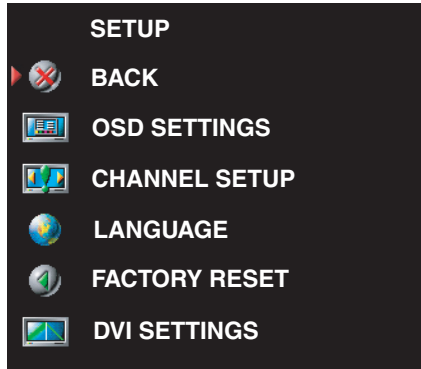 SETUP
BACK
OSD SETTINGS
CHANNEL SETUP
LANGUAGE
FACTORY RESET
DVI SETTINGS